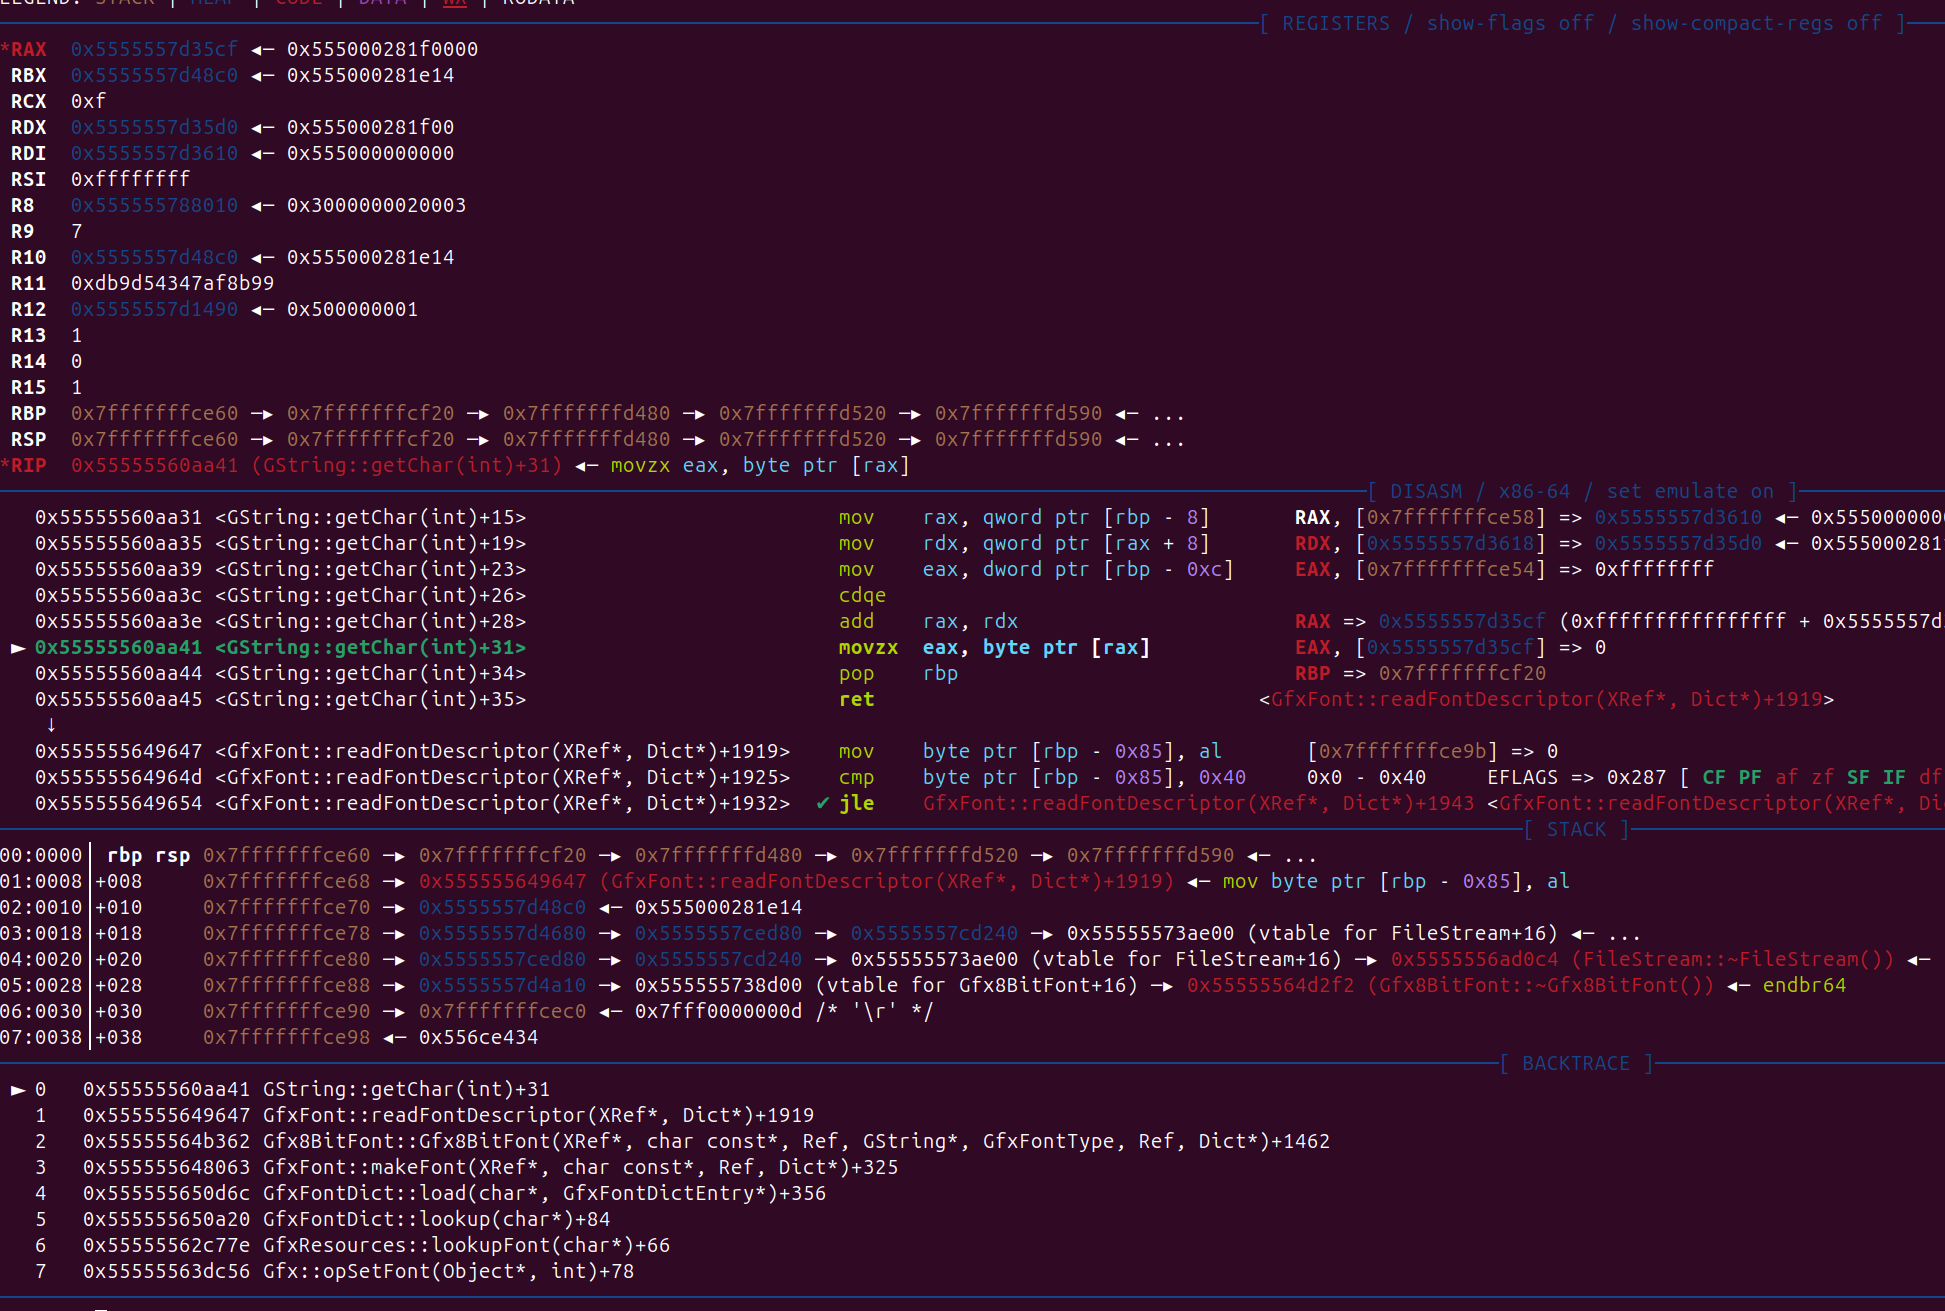 LEGEND: STACK | HEAP | CODE | DATA | WX | RODATA
[ REGISTERS / show-flags off / show-compact-regs off ]
*RAX  0x5555557d35cf ◂— 0x555000281f0000
 RBX  0x5555557d48c0 ◂— 0x555000281e14
 RCX  0xf
 RDX  0x5555557d35d0 ◂— 0x555000281f00
 RDI  0x5555557d3610 ◂— 0x555000000000
 RSI  0xffffffff
 R8   0x555555788010 ◂— 0x3000000020003
 R9   7
 R10  0x5555557d48c0 ◂— 0x555000281e14
 R11  0xdb9d54347af8b99
 R12  0x5555557d1490 ◂— 0x500000001
 R13  1
 R14  0
 R15  1
 RBP  0x7fffffffce60 —▸ 0x7fffffffcf20 —▸ 0x7fffffffd480 —▸ 0x7fffffffd520 —▸ 0x7fffffffd590 ◂— ...
 RSP  0x7fffffffce60 —▸ 0x7fffffffcf20 —▸ 0x7fffffffd480 —▸ 0x7fffffffd520 —▸ 0x7fffffffd590 ◂— ...
*RIP  0x55555560aa41 (GString::getChar(int)+31) ◂— movzx eax, byte ptr [rax]
[ DISASM / x86-64 / set emulate on ]
   0x55555560aa31 <GString::getChar(int)+15>    mov    rax, qword ptr [rbp - 8]    RAX, [0x7fffffffce58] => 0x5555557d3610 ◂— 0x5550000000
   0x55555560aa35 <GString::getChar(int)+19>    mov    rdx, qword ptr [rax + 8]    RDX, [0x5555557d3618] => 0x5555557d35d0 ◂— 0x555000281
   0x55555560aa39 <GString::getChar(int)+23>    mov    eax, dword ptr [rbp - 0xc]    EAX, [0x7fffffffce54] => 0xffffffff
   0x55555560aa3c <GString::getChar(int)+26>    cdqe
   0x55555560aa3e <GString::getChar(int)+28>    add    rax, rdx    RAX => 0x5555557d35cf (0xffffffffffffffff + 0x5555557d
 ► 0x55555560aa41 <GString::getChar(int)+31>    movzx  eax, byte ptr [rax]    EAX, [0x5555557d35cf] => 0
   0x55555560aa44 <GString::getChar(int)+34>    pop    rbp    RBP => 0x7fffffffcf20
   0x55555560aa45 <GString::getChar(int)+35>    ret    <GfxFont::readFontDescriptor(XRef*, Dict*)+1919>
    ↓
   0x555555649647 <GfxFont::readFontDescriptor(XRef*, Dict*)+1919>    mov    byte ptr [rbp - 0x85], al    [0x7fffffffce9b] => 0
   0x55555564964d <GfxFont::readFontDescriptor(XRef*, Dict*)+1925>    cmp    byte ptr [rbp - 0x85], 0x40    0x0 - 0x40    EFLAGS => 0x287 [ CF PF af zf SF IF df
   0x555555649654 <GfxFont::readFontDescriptor(XRef*, Dict*)+1932>  ✔ jle    GfxFont::readFontDescriptor(XRef*, Dict*)+1943 <GfxFont::readFontDescriptor(XRef*, Di
[ STACK ]
00:0000│ rbp rsp 0x7fffffffce60 —▸ 0x7fffffffcf20 —▸ 0x7fffffffd480 —▸ 0x7fffffffd520 —▸ 0x7fffffffd590 ◂— ...
01:0008│+008     0x7fffffffce68 —▸ 0x555555649647 (GfxFont::readFontDescriptor(XRef*, Dict*)+1919) ◂— mov byte ptr [rbp - 0x85], al
02:0010│+010     0x7fffffffce70 —▸ 0x5555557d48c0 ◂— 0x555000281e14
03:0018│+018     0x7fffffffce78 —▸ 0x5555557d4680 —▸ 0x5555557ced80 —▸ 0x5555557cd240 —▸ 0x55555573ae00 (vtable for FileStream+16) ◂— ...
04:0020│+020     0x7fffffffce80 —▸ 0x5555557ced80 —▸ 0x5555557cd240 —▸ 0x55555573ae00 (vtable for FileStream+16) —▸ 0x5555556ad0c4 (FileStream::~FileStream()) ◂—
05:0028│+028     0x7fffffffce88 —▸ 0x5555557d4a10 —▸ 0x555555738d00 (vtable for Gfx8BitFont+16) —▸ 0x55555564d2f2 (Gfx8BitFont::~Gfx8BitFont()) ◂— endbr64
06:0030│+030     0x7fffffffce90 —▸ 0x7fffffffcec0 ◂— 0x7fff0000000d /* '\r' */
07:0038│+038     0x7fffffffce98 ◂— 0x556ce434
[ BACKTRACE ]
 ► 0   0x55555560aa41 GString::getChar(int)+31
   1   0x555555649647 GfxFont::readFontDescriptor(XRef*, Dict*)+1919
   2   0x55555564b362 Gfx8BitFont::Gfx8BitFont(XRef*, char const*, Ref, GString*, GfxFontType, Ref, Dict*)+1462
   3   0x555555648063 GfxFont::makeFont(XRef*, char const*, Ref, Dict*)+325
   4   0x555555650d6c GfxFontDict::load(char*, GfxFontDictEntry*)+356
   5   0x555555650a20 GfxFontDict::lookup(char*)+84
   6   0x55555562c77e GfxResources::lookupFont(char*)+66
   7   0x55555563dc56 Gfx::opSetFont(Object*, int)+78